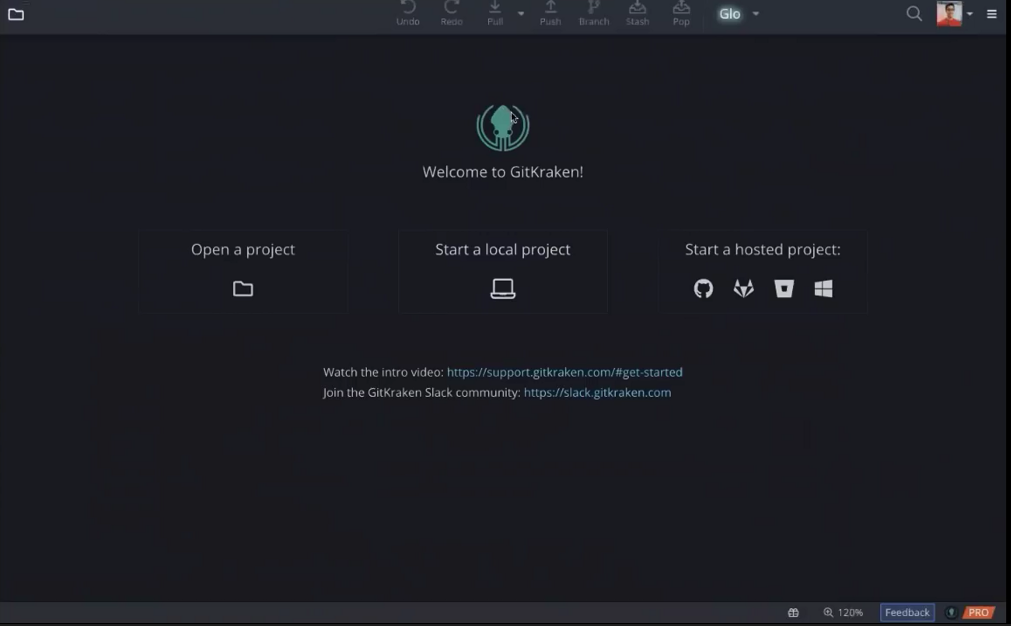 Undo Redo Pull Push Branch Stash Pop Glo
Welcome to GitKraken!
Open a project Start a local project Start a hosted project:
Watch the intro video: https://support.gitkraken.com/#get-started
Join the GitKraken Slack community: https://slack.gitkraken.com
120% Feedback PRO